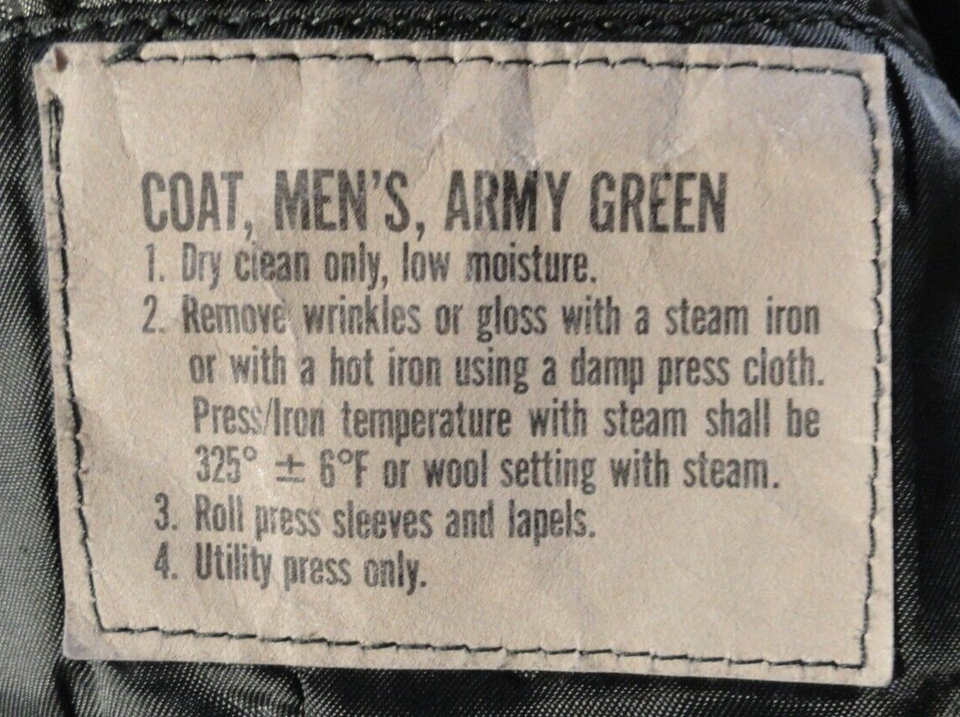 COAT, MEN'S, ARMY GREEN
1. Dry clean only, low moisture.
2. Remove wrinkles or gloss with a steam iron
or with a hot iron using a damp press cloth.
Press/Iron temperature with steam shall be
325° ± 6°F or wool setting with steam.
3. Roll press sleeves and lapels.
4. Utility press only.